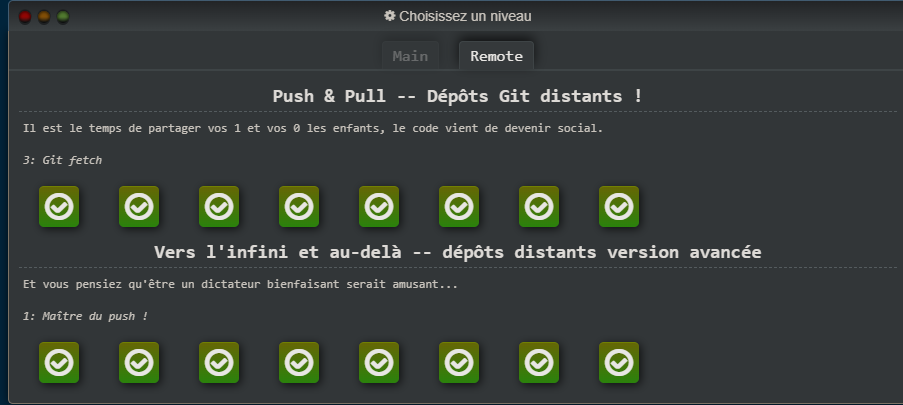 Choisissez un niveau
Main
Remote
Push & Pull -- Dépôts Git distants !
Il est le temps de partager vos 1 et vos 0 les enfants, le code vient de devenir social.
3: Git fetch
Vers l'infini et au-delà -- dépôts distants version avancée
Et vous pensiez qu'être un dictateur bienfaisant serait amusant...
1: Maître du push !